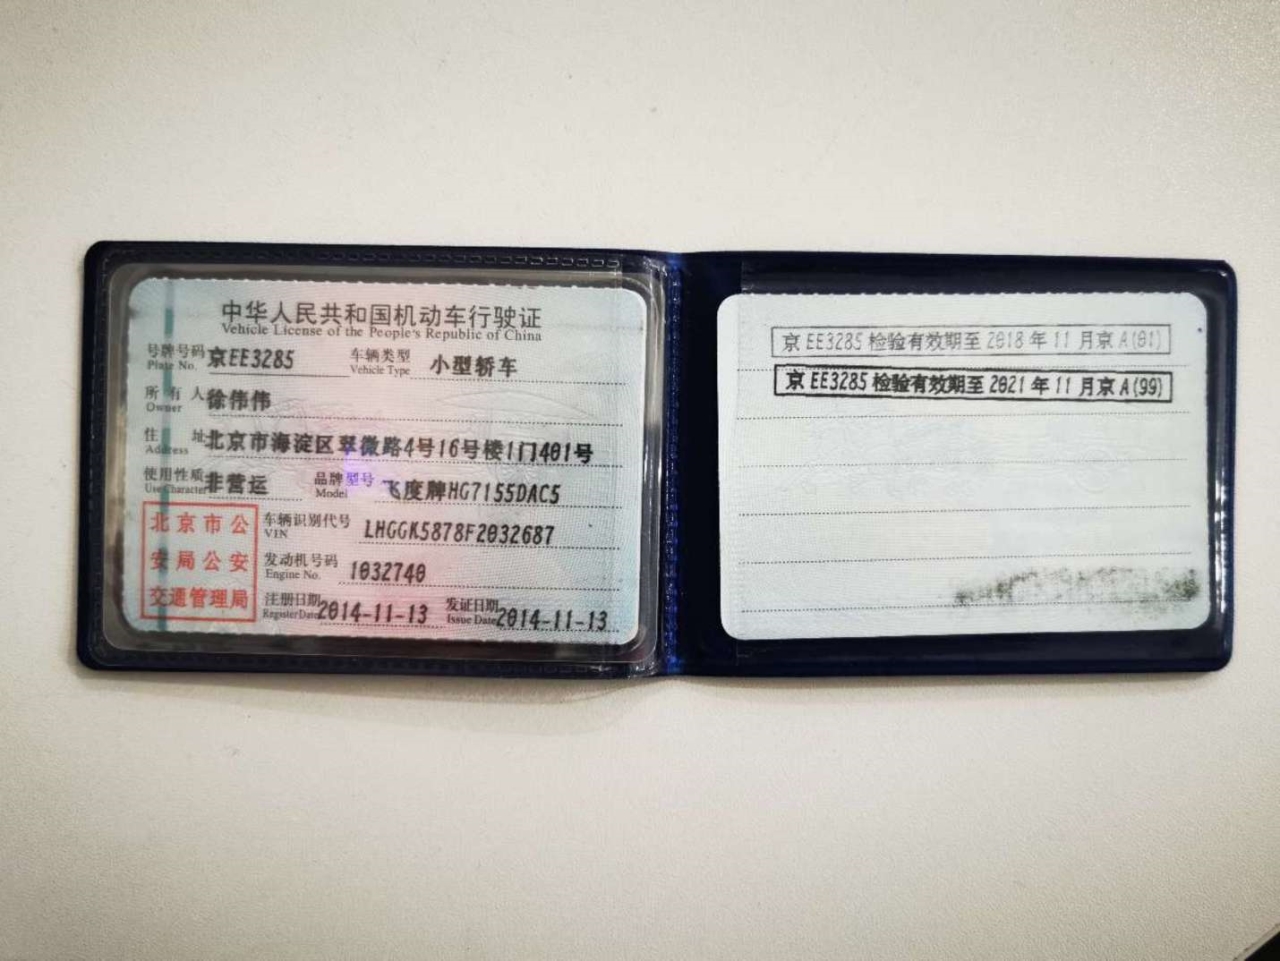 中华人民共和国机动车行驶证
Vehicle License of the People's Republic of China
号牌号码 京EE3285 车辆类型 小型轿车
Plate No. Vehicle Type
所有人 徐伟伟
Owner
住址 北京市海淀区翠微路4号16号楼1门401号
Address
使用性质 非营运 品牌型号 飞度牌HG7155DAC5
Use Character Model
北京市公安局公安交通管理局
车辆识别代号 LHGGK5878F2032687
VIN
发动机号码 1032740
Engine No.
注册日期 2014-11-13 发证日期 2014-11-13
Register Date Issue Date
京EE3285 检验有效期至 2018 年 11 月京 A(01)
京EE3285 检验有效期至 2021 年 11 月京 A(99)